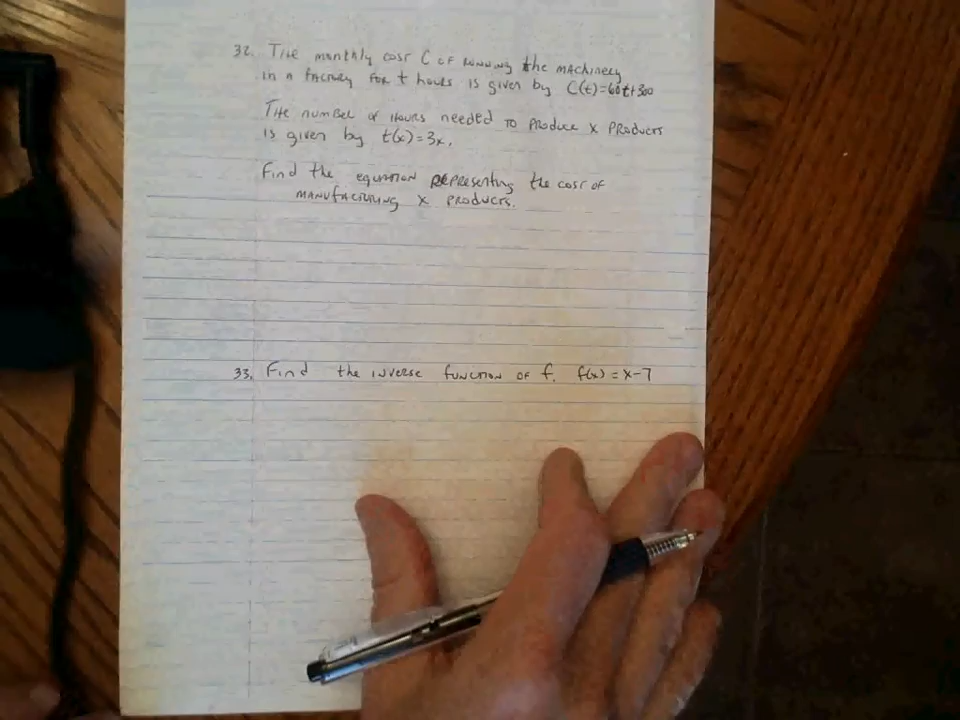 32. The monthly cost C of running the machinery
in a factory for t hours is given by C(t)=60t+300
The number of hours needed to produce x products
is given by t(x)=3x.
Find the equation representing the cost of
manufacturing x products.
33. Find the inverse function of f. f(x)=x-7